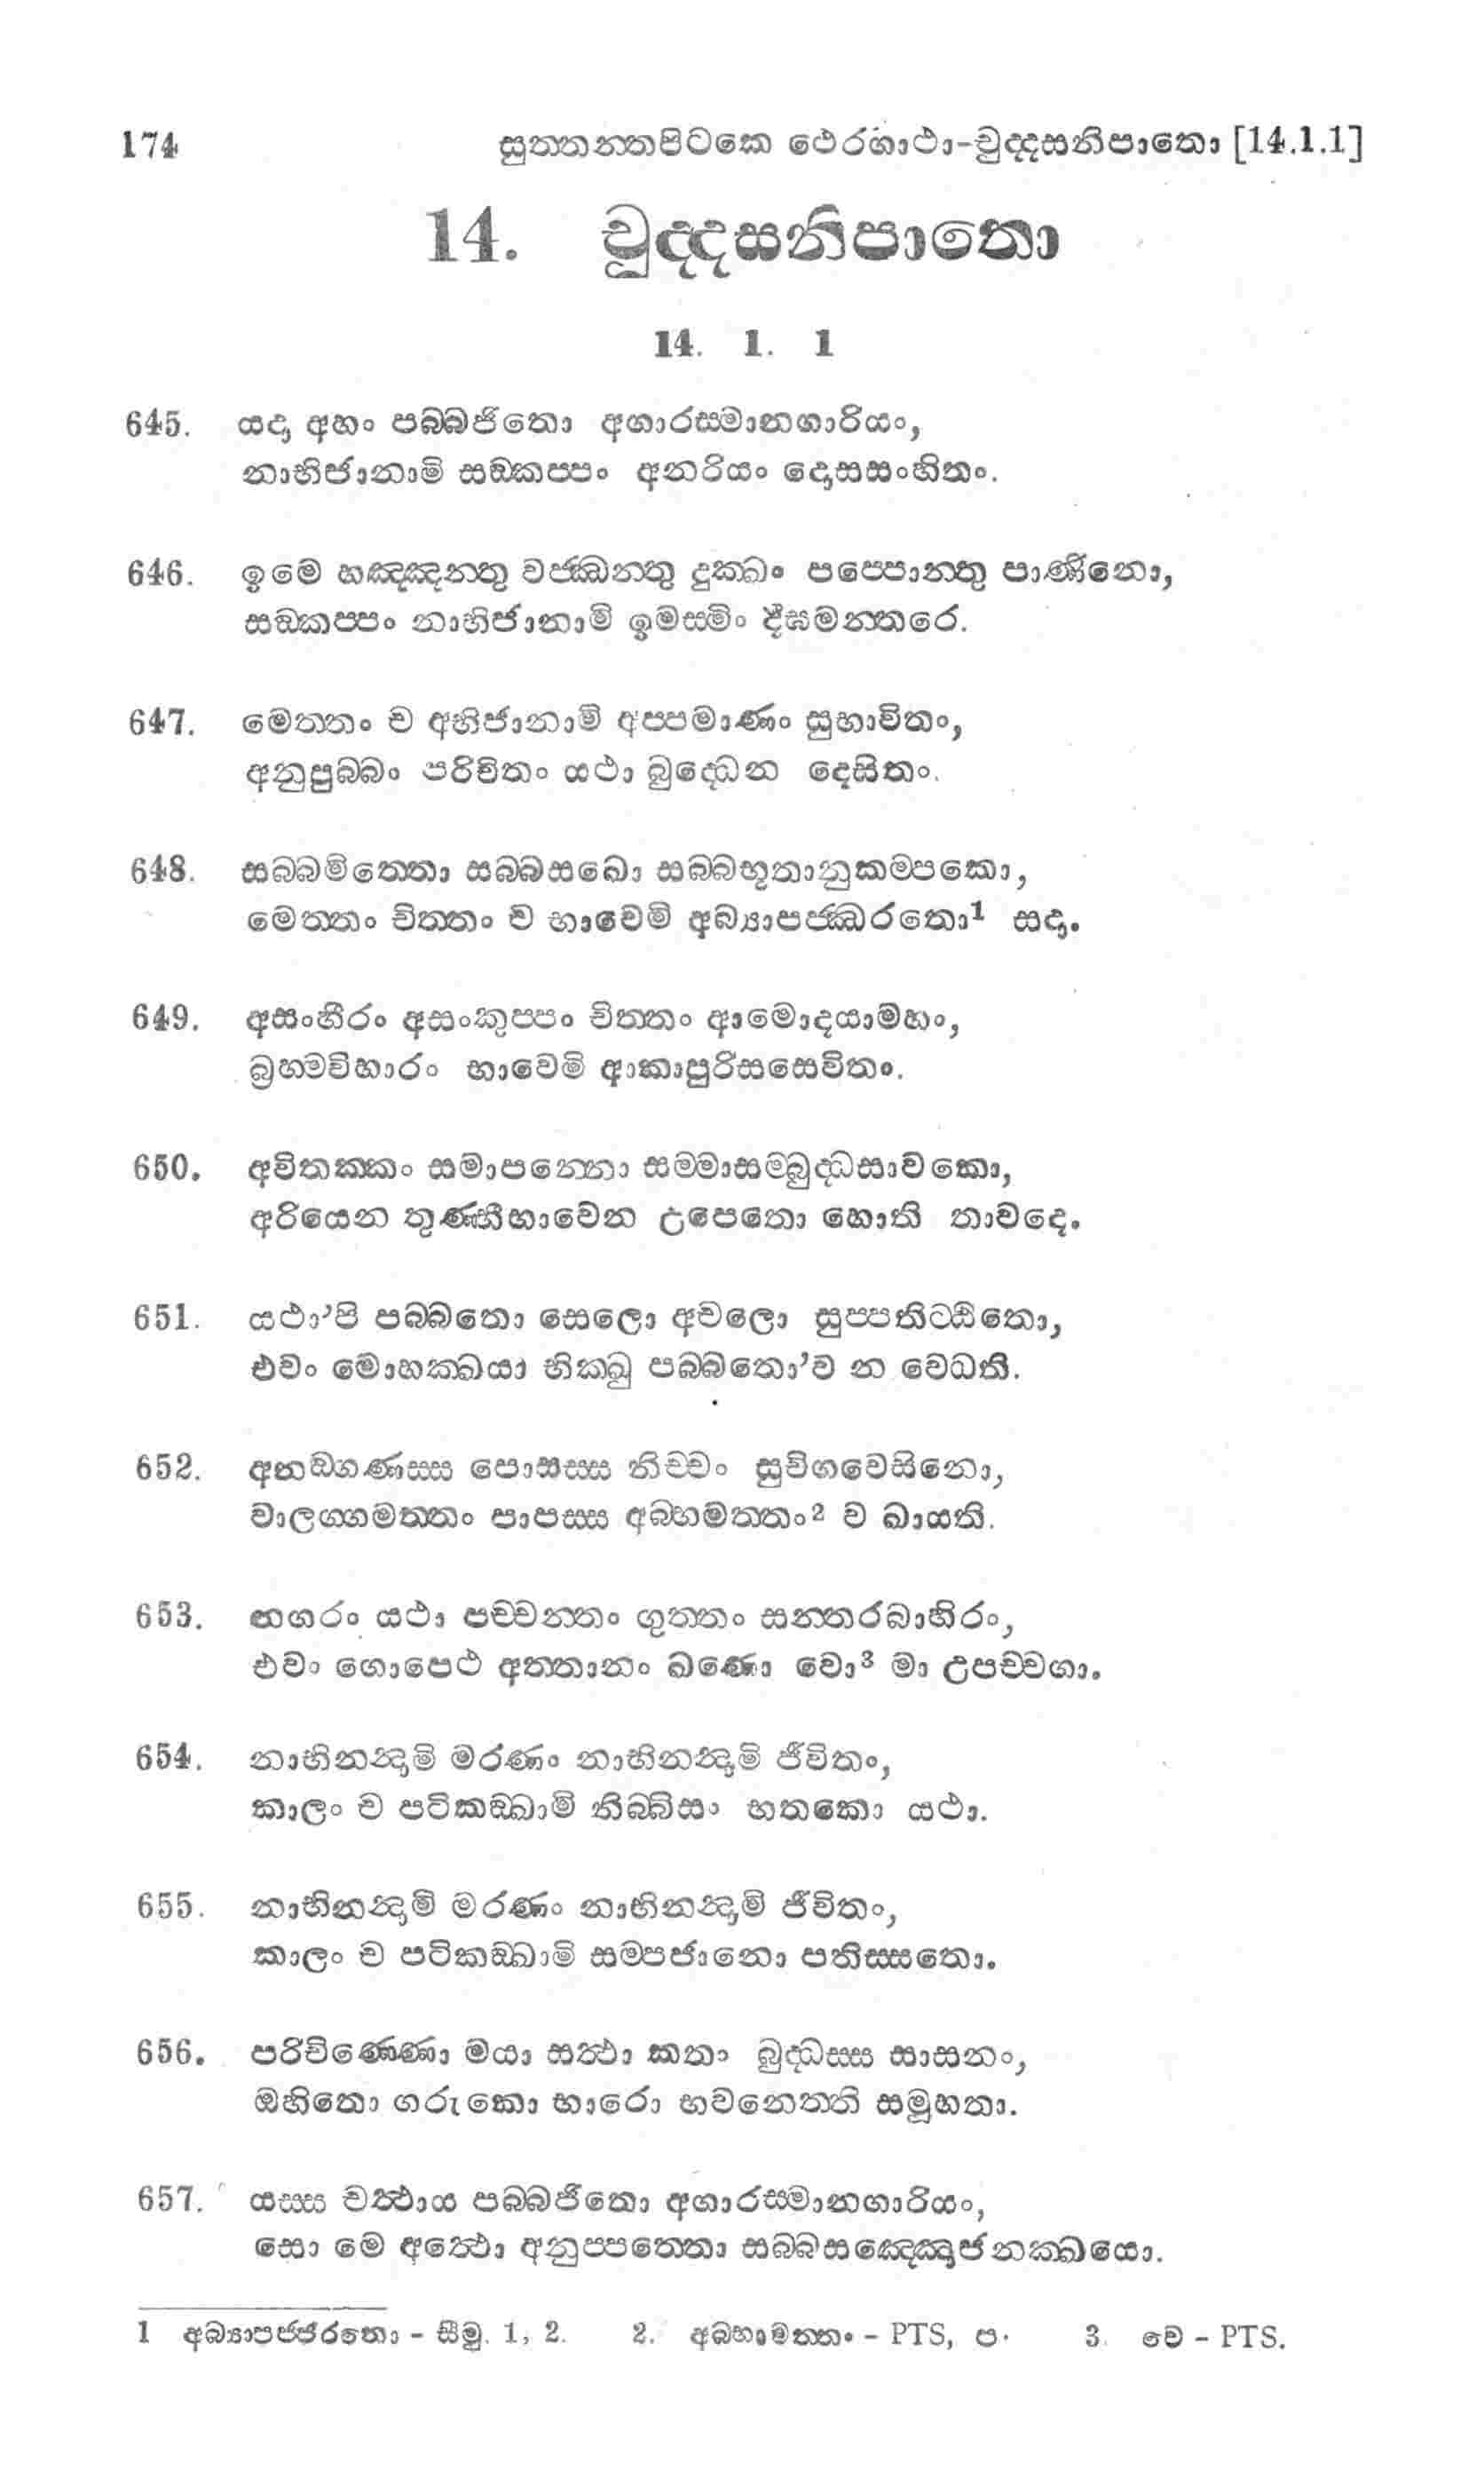 174 සුත්තන්තපිටකෙ ථෙරගාථා-චුද්දසනිපාතො [14.1.1]
14. චුද්දසනිපාතො
14. 1. 1
645. යදා අහං පබ්බජිතො අගාරස්මානගාරියං,
නාභිජානාමි සඞ්කප්පං අනරියං දොසසංහිතං.
646. ඉමෙ හඤ්ඤන්තු වජ්ඣන්තු දුක්ඛං පප්පොන්තු පාණිනො,
සඞ්කප්පං නාභිජානාමි ඉමස්මිං දීඝමන්තරෙ.
647. මෙත්තං ච අභිජානාමි අප්පමාණං සුභාවිතං,
අනුපුබ්බං පරිචිතං යථා බුද්ධෙන දෙසිතං.
648. සබ්බමිත්තො සබ්බසඛො සබ්බභූතානුකම්පකො,
මෙත්තං චිත්තං ච භාවෙමි අබ්‍යාපජ්ඣරතො1 සදා.
649. අසංහීරං අසංකුප්පං චිත්තං ආමොදයාමහං,
බ්‍රහ්මවිහාරං භාවෙමි අාකාපුරිසසෙවිතං.
650. අවිතක්කං සමාපන්නො සම්මාසම්බුද්ධසාවකො,
අරියෙන තුණ්හීභාවෙන උපෙතො හොති තාවදෙ.
651. යථා’පි පබ්බතො සෙලො අචලො සුප්පතිට්ඨිතො,
එවං මොහක්ඛයා භික්ඛු පබ්බතො’ව න වෙධති.
652. අනඞ්ගණස්ස පොසස්ස නිච්චං සුචිගවෙසිනො,
වාලග්ගමත්තං පාපස්ස අබ්භමත්තං2 ව ඛායති.
653. නගරං යථා පච්චන්තං ගුත්තං සන්තරබාහිරං,
එවං ගොපෙථ අත්තානං ඛණො වො3 මා උපච්චගා.
654. නාභිනන්දාමි මරණං නාභිනන්දාමි ජීවිතං,
කාලං ච පටිකඞ්ඛාමි නිබ්බිසං භතකො යථා.
655. නාභිනන්දාමි මරණං නාභිනන්දාමි ජීවිතං,
කාලං ච පටිකඞ්ඛාමි සම්පජානො පතිස්සතො.
656. පරිචිණ්ණො මයා සත්ථා කතං බුද්ධස්ස සාසනං,
ඔහිතො ගරුකො භාරො භවනෙත්ති සමූහතා.
657. යස්ස චත්ථාය පබ්බජිතො අගාරස්මානගාරියං,
සො මෙ අත්ථො අනුප්පත්තො සබ්බසඤ්ඤොජනක්ඛයො.
1 අබ්‍යාපජ්ජරතො – සීමු. 1, 2. 2. අබ්භාමත්තං – PTS, ප. 3. වෙ – PTS.